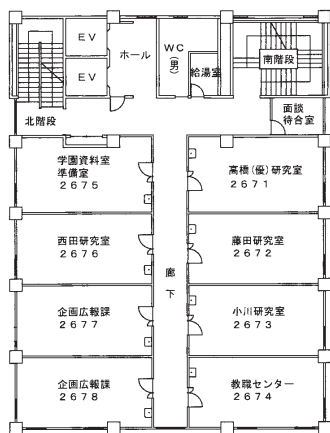 EV
EV
ホール
WC
(男)
給湯室
南階段
北階段
面談
待合室
学園資料室
準備室
2675
高橋(優)研究室
2671
西田研究室
2676
藤田研究室
2672
廊下
企画広報課
2677
小川研究室
2673
企画広報課
2678
教職センター
2674